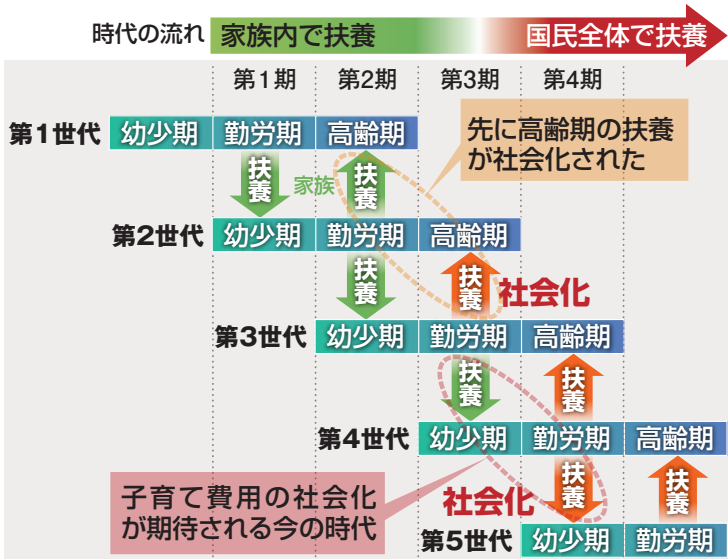 時代の流れ 家族内で扶養 国民全体で扶養
第1期 第2期 第3期 第4期
第1世代 幼少期 勤労期 高齢期
先に高齢期の扶養
が社会化された
扶養 家族 扶養
第2世代 幼少期 勤労期 高齢期
扶養 扶養 社会化
第3世代 幼少期 勤労期 高齢期
扶養 扶養
第4世代 幼少期 勤労期 高齢期
子育て費用の社会化
が期待される今の時代
社会化 扶養 扶養
第5世代 幼少期 勤労期